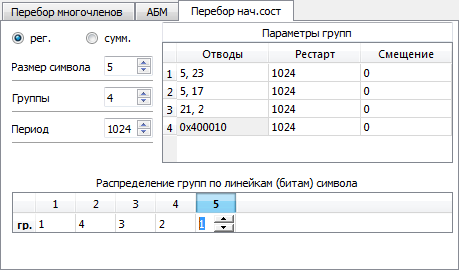 Перебор многочленов АБМ Перебор нач.сост
рег. сумм.
Размер символа 5
Группы 4
Период 1024
Параметры групп
Отводы Рестарт Смещение
1 5, 23 1024 0
2 5, 17 1024 0
3 21, 2 1024 0
4 0x400010 1024 0
Распределение групп по линейкам (битам) символа
1 2 3 4 5
гр. 1 4 3 2 1